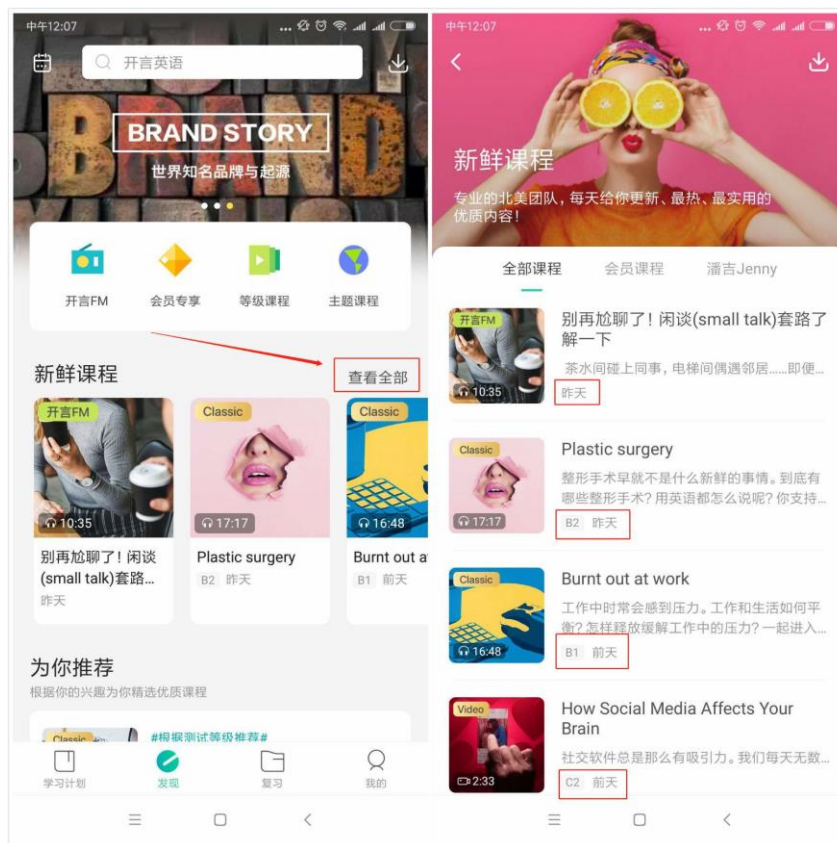 中午12:07
开言英语
BRAND STORY
世界知名品牌与起源
开言FM
会员专享
等级课程
主题课程
新鲜课程
查看全部
开言FM
10:35
别再尬聊了！闲谈
(small talk)套路...
昨天
Classic
17:17
Plastic surgery
B2 昨天
Classic
16:48
Burnt out a
B1 前天
为你推荐
根据你的兴趣为你精选优质课程
Classic
#根据测试等级推荐#
学习计划
发现
复习
我的
中午12:07
新鲜课程
专业的北美团队，每天给你更新、最热、最实用的
优质内容！
全部课程
会员课程
潘吉Jenny
开言FM
10:35
别再尬聊了！闲谈(small talk)套路了
解一下
茶水间碰上同事，电梯间偶遇邻居......即便...
昨天
Classic
17:17
Plastic surgery
整形手术早就不是什么新鲜的事情。到底有
哪些整形手术？用英语都怎么说呢？你支持...
B2 昨天
Classic
16:48
Burnt out at work
工作中时常会感到压力。工作和生活如何平
衡？怎样释放缓解工作中的压力？一起进入...
B1 前天
Video
2:33
How Social Media Affects Your
Brain
社交软件总是那么有吸引力。我们每天无数...
C2 前天